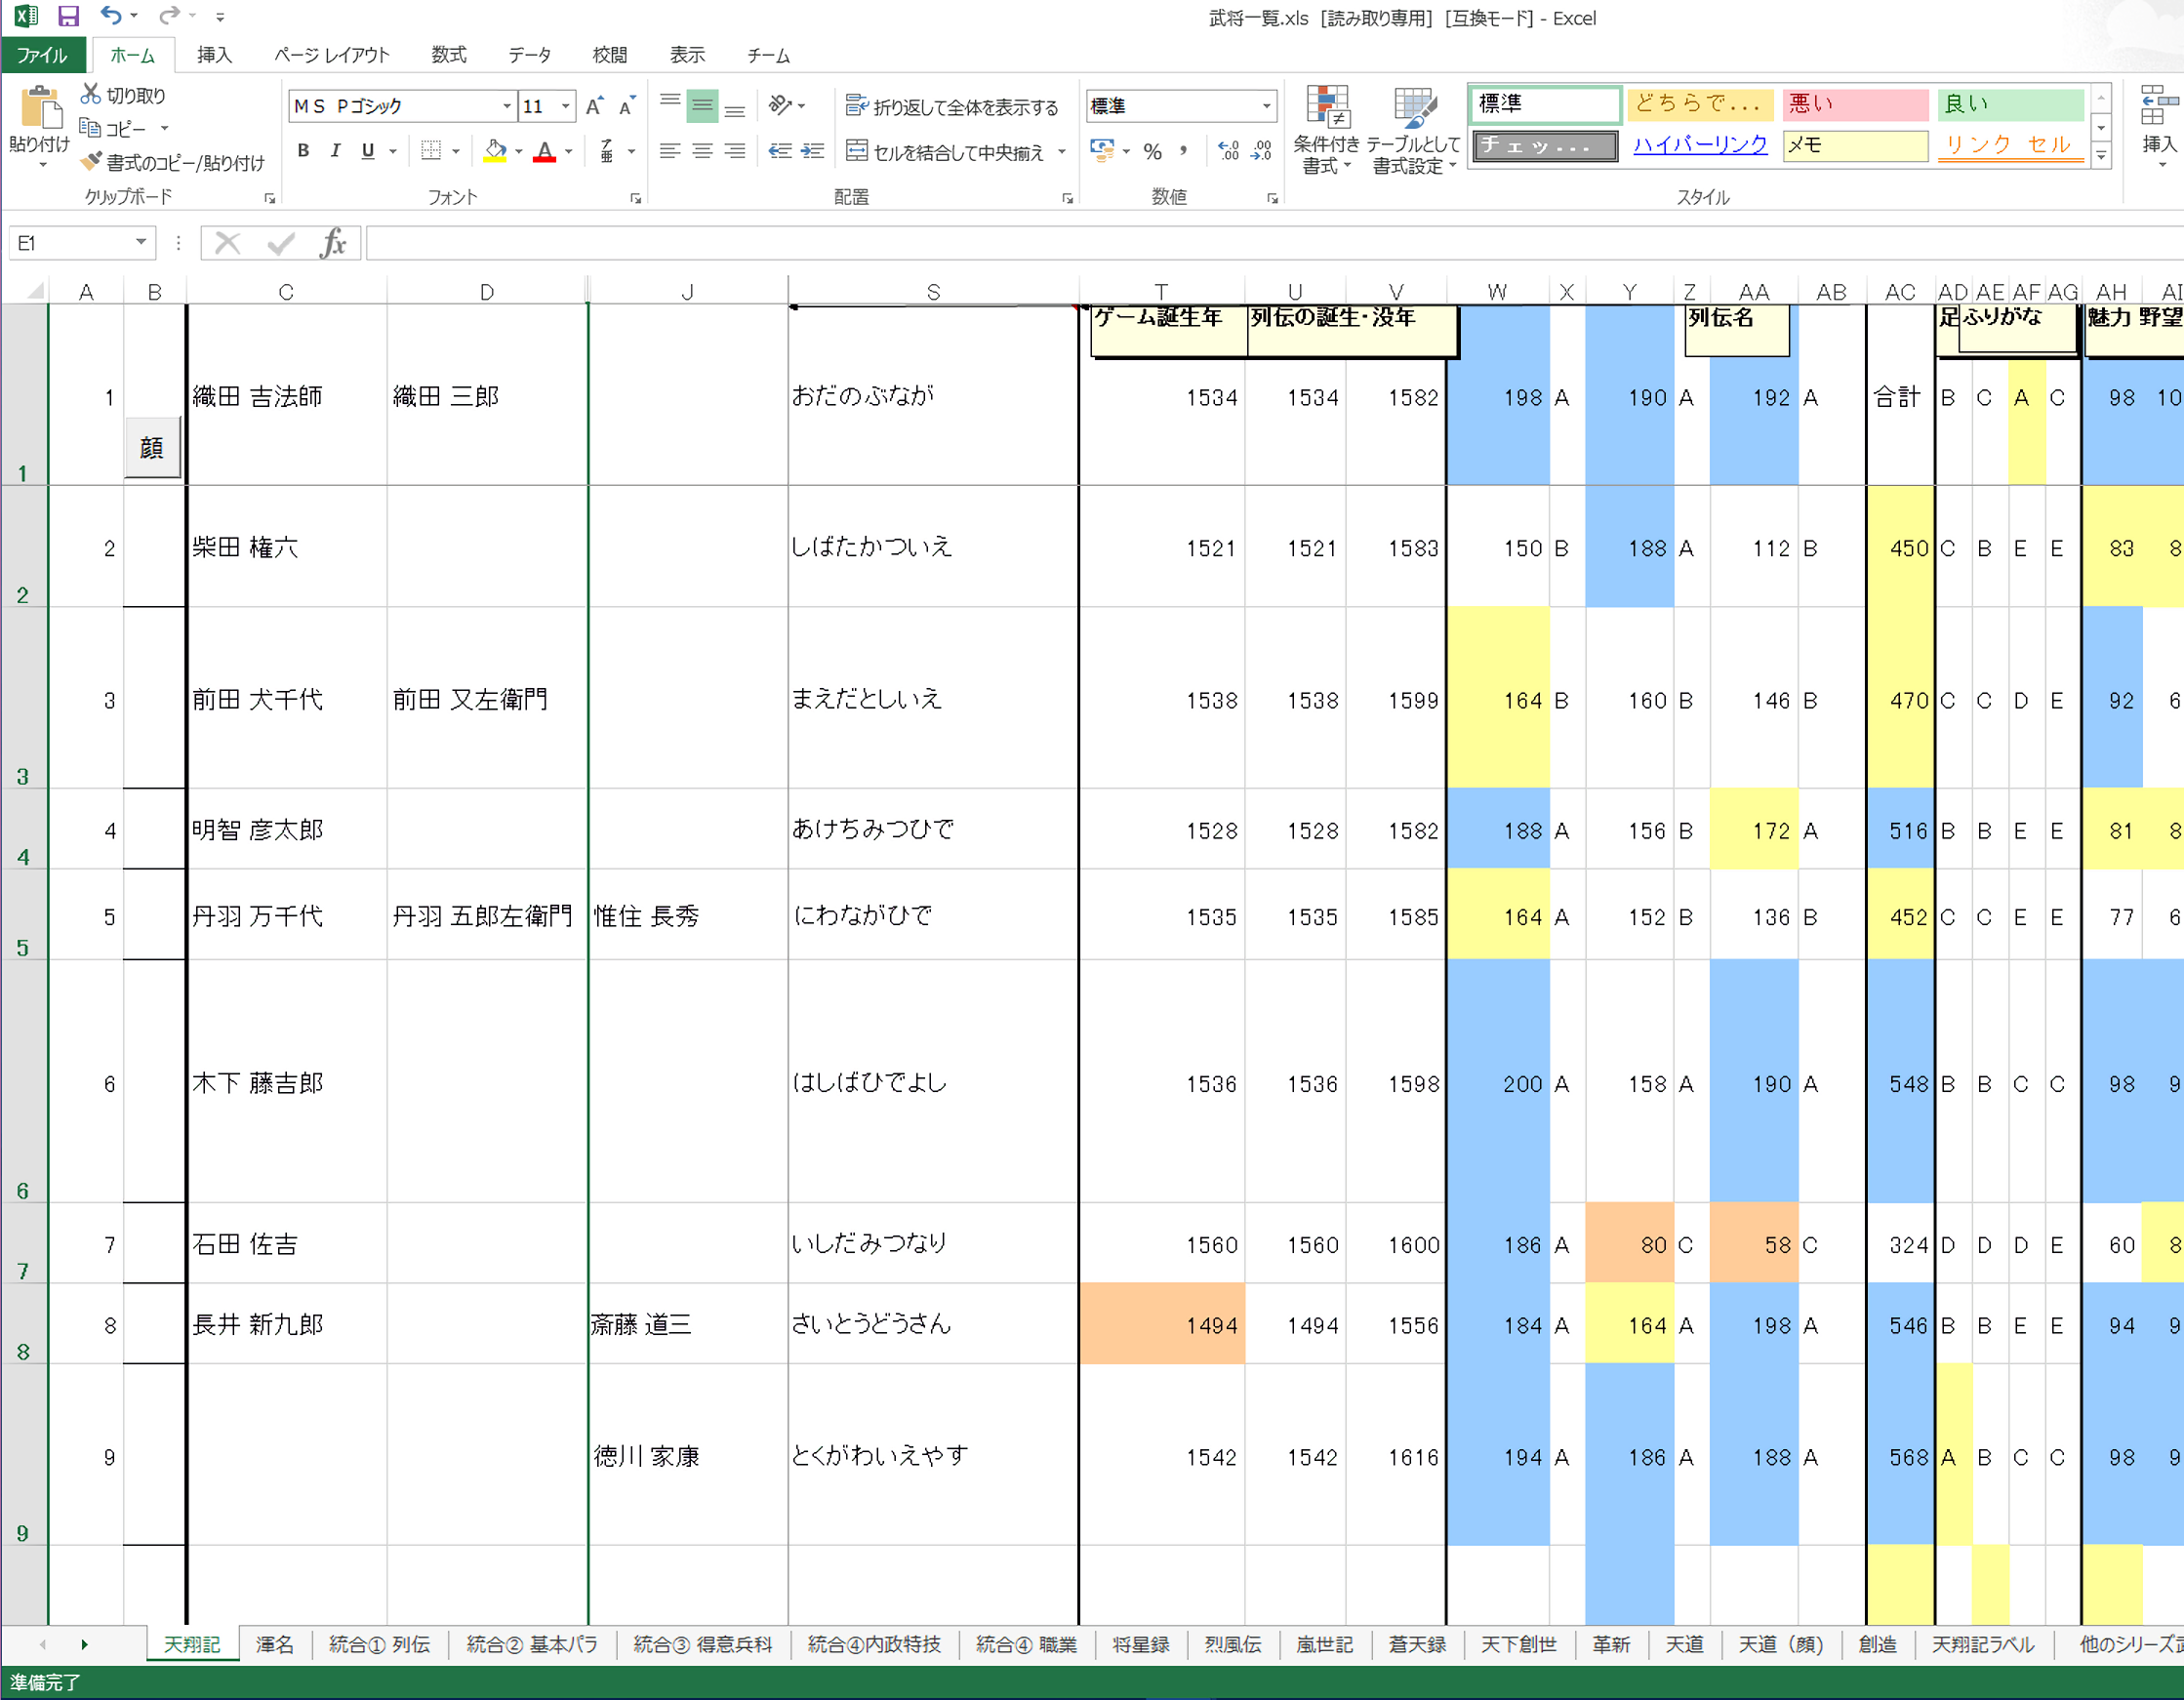 武将一覧.xls [読み取り専用] [互換モード] - Excel
ファイル ホーム 挿入 ページ レイアウト 数式 データ 校閲 表示 チーム
貼り付け 切り取り
コピー
書式のコピー/貼り付け
クリップボード
ＭＳ Ｐゴシック 11 A A
B I U A 亜
フォント
折り返して全体を表示する
セルを結合して中央揃え
配置
標準
% , .00 .0
数値
条件付き書式 テーブルとして書式設定
標準 どちらで... 悪い 良い
チェッ... ハイパーリンク メモ リンク セル
スタイル
挿入
E1 fx
A B C D J S T U V W X Y Z AA AB AC AD AE AF AG AH AI
ゲーム誕生年 列伝の誕生・没年 列伝名 足 ふりがな 魅力 野望
1 1 顔 織田 吉法師 織田 三郎 おだのぶなが 1534 1534 1582 198 A 190 A 192 A 合計 B C A C 98 10
2 2 柴田 権六 しばたかついえ 1521 1521 1583 150 B 188 A 112 B 450 C B E E 83 8
3 3 前田 犬千代 前田 又左衛門 まえだとしいえ 1538 1538 1599 164 B 160 B 146 B 470 C C D E 92 6
4 4 明智 彦太郎 あけちみつひで 1528 1528 1582 188 A 156 B 172 A 516 B B E E 81 8
5 5 丹羽 万千代 丹羽 五郎左衛門 惟住 長秀 にわながひで 1535 1535 1585 164 A 152 B 136 B 452 C C E E 77 6
6 6 木下 藤吉郎 はしばひでよし 1536 1536 1598 200 A 158 A 190 A 548 B B C C 98 9
7 7 石田 佐吉 いしだみつなり 1560 1560 1600 186 A 80 C 58 C 324 D D D E 60 8
8 8 長井 新九郎 斎藤 道三 さいとうどうさん 1494 1494 1556 184 A 164 A 198 A 546 B B E E 94 9
9 9 徳川 家康 とくがわいえやす 1542 1542 1616 194 A 186 A 188 A 568 A B C C 98 9
天翔記 渾名 統合① 列伝 統合② 基本パラ 統合③ 得意兵科 統合④内政特技 統合④ 職業 将星録 烈風伝 嵐世記 蒼天録 天下創世 革新 天道 天道（顔） 創造 天翔記ラベル 他のシリーズ武
準備完了